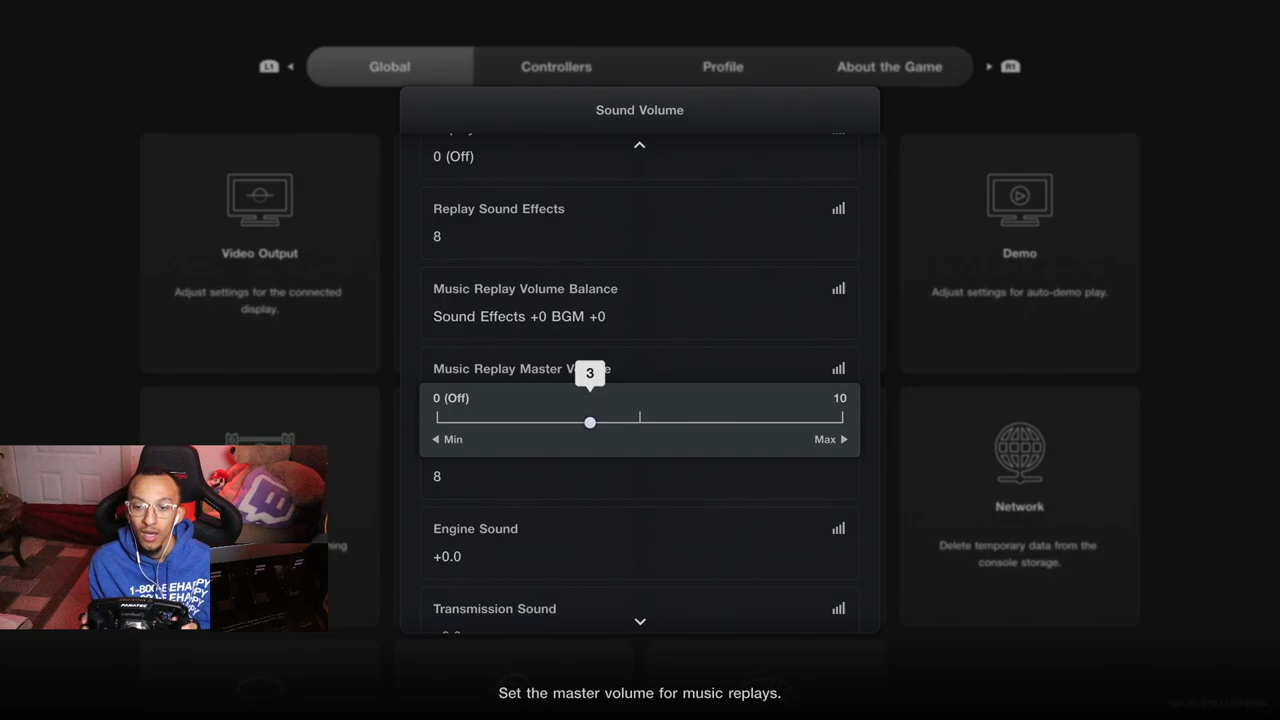 L1
Global
Controllers
Profile
About the Game
R1
Sound Volume
0 (Off)
Replay Sound Effects
8
Music Replay Volume Balance
Sound Effects +0 BGM +0
Music Replay Master
3
0 (Off)
10
Min
Max
8
Engine Sound
+0.0
Transmission Sound
Video Output
Adjust settings for the connected
display.
Demo
Adjust settings for auto-demo play.
Network
Delete temporary data from the
console storage.
FANATEC
Set the master volume for music replays.